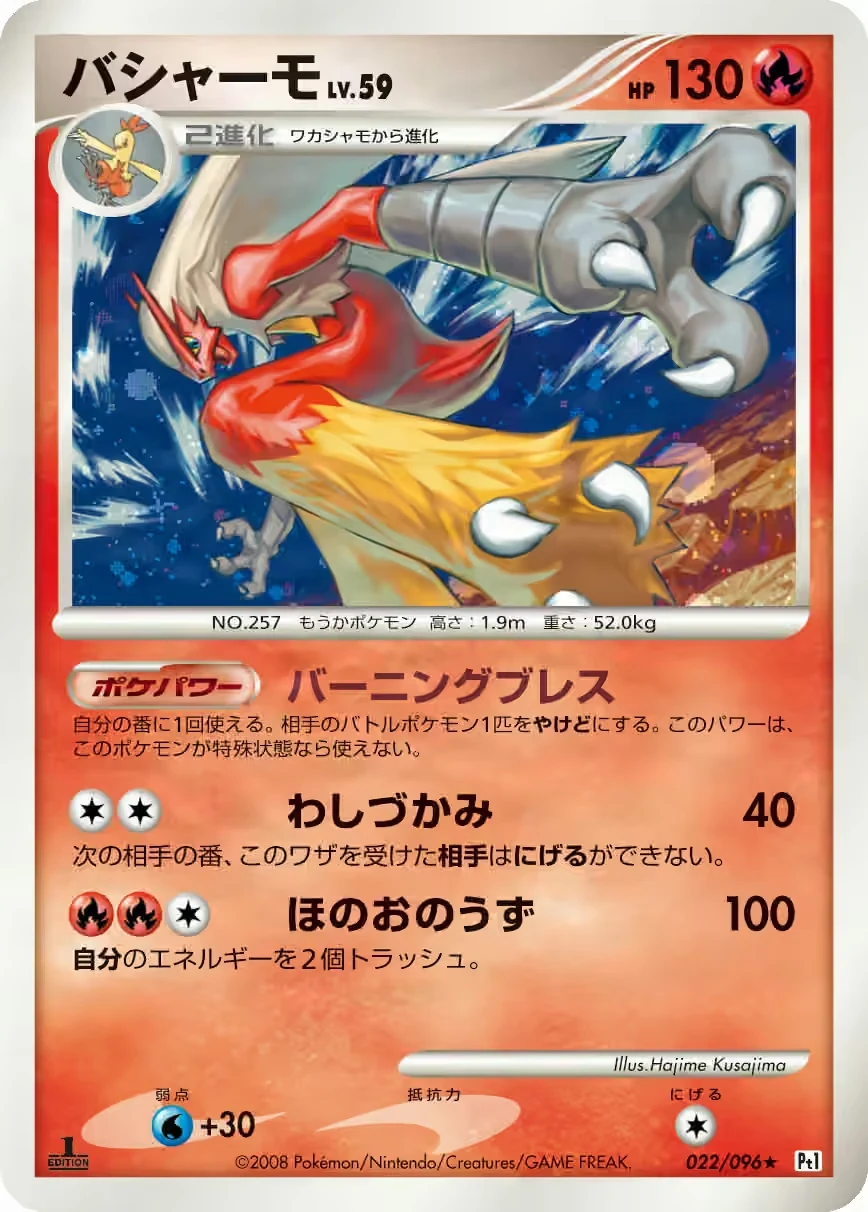 バシャーモ LV.59 HP 130
2進化 ワカシャモから進化
NO.257 もうかポケモン 高さ:1.9m 重さ:52.0kg
ポケパワー バーニングブレス
自分の番に1回使える。相手のバトルポケモン1匹をやけどにする。このパワーは、
このポケモンが特殊状態なら使えない。
わしづかみ 40
次の相手の番、このワザを受けた相手はにげるができない。
ほのおのうず 100
自分のエネルギーを2個トラッシュ。
Illus.Hajime Kusajima
弱点 抵抗力 にげる
+30
1 EDITION
©2008 Pokémon/Nintendo/Creatures/GAME FREAK. 022/096★ Pt1